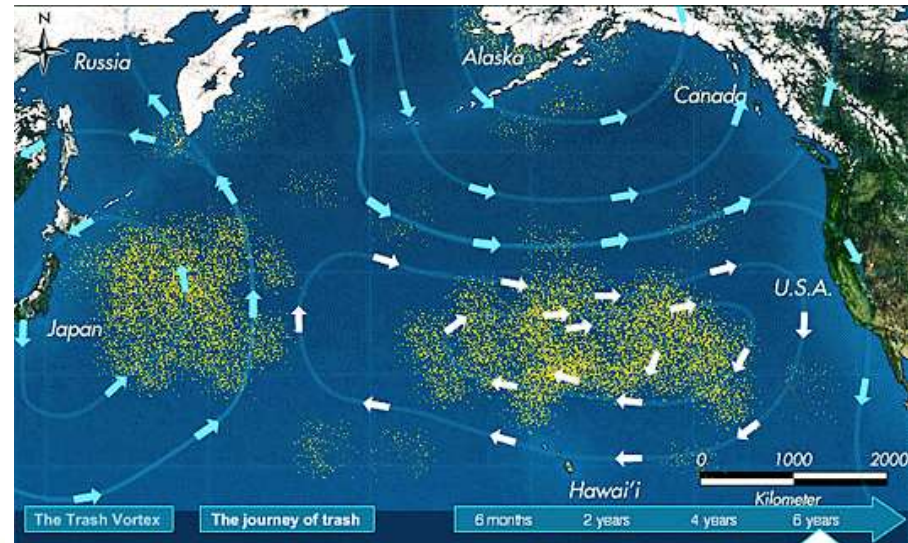 N
Russia
Alaska
Canada
U.S.A.
Japan
0 1000 2000
Hawai'i
Kilometer
The Trash Vortex
The journey of trash
6 months 2 years 4 years 6 years